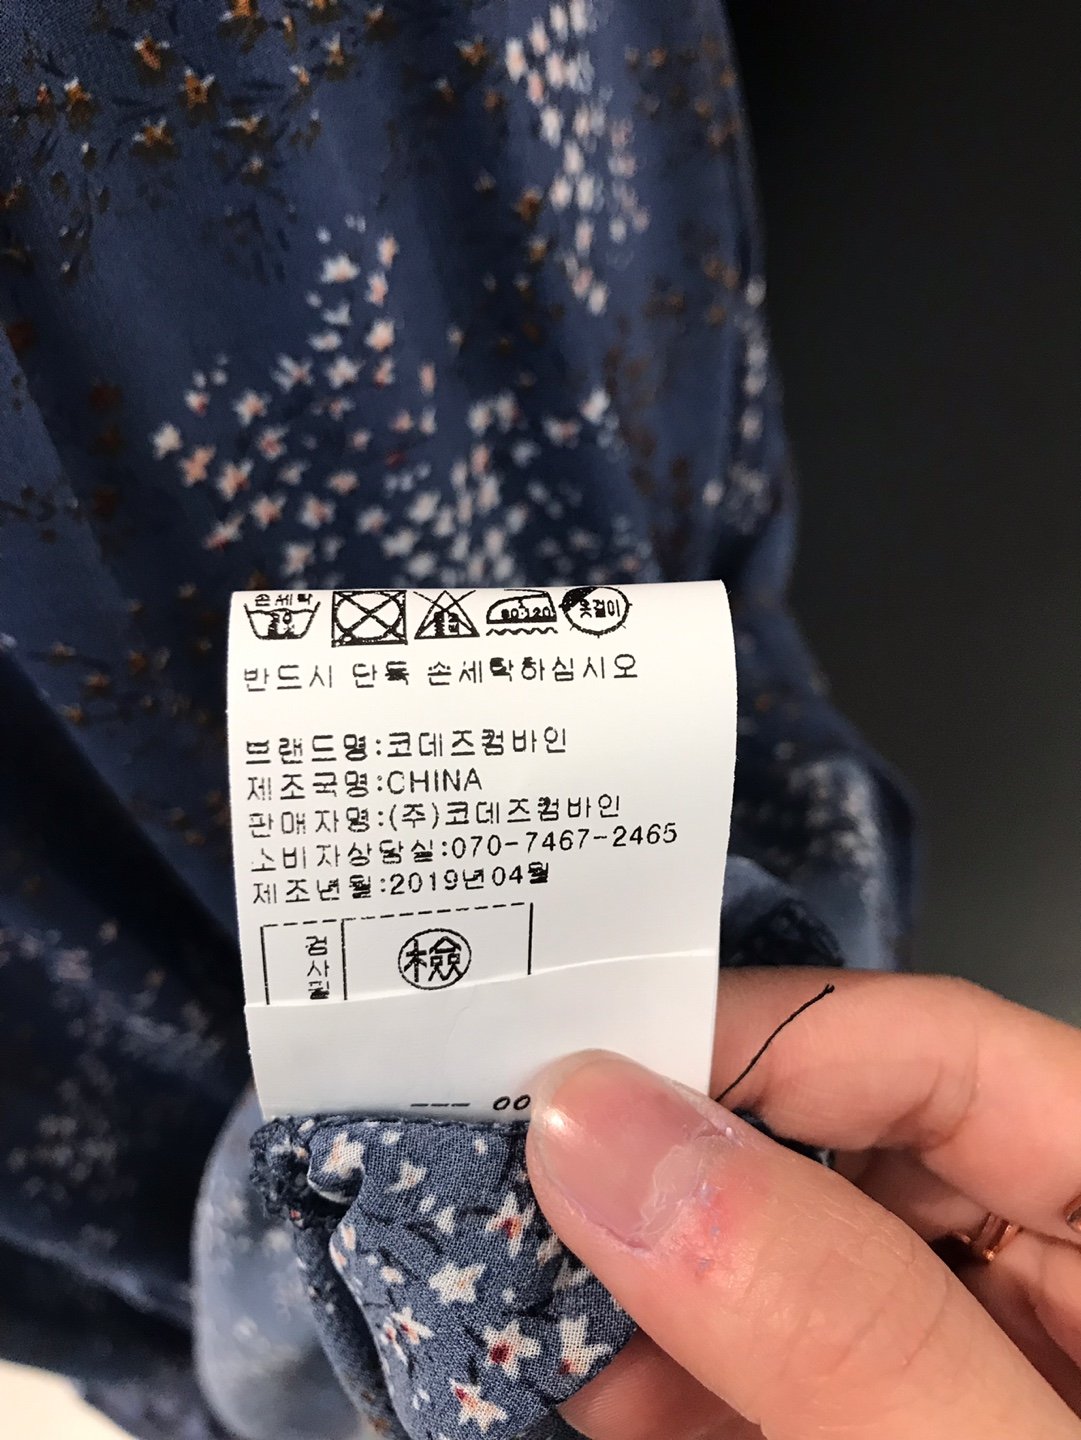 손세탁
80-120
옷걸이
반드시 단독 손세탁하십시오
브랜드명:코데즈컴바인
제조국명:CHINA
판매자명:(주)코데즈컴바인
소비자상담실:070-7467-2465
제조년월:2019년04월
검사필
檢
--- 00